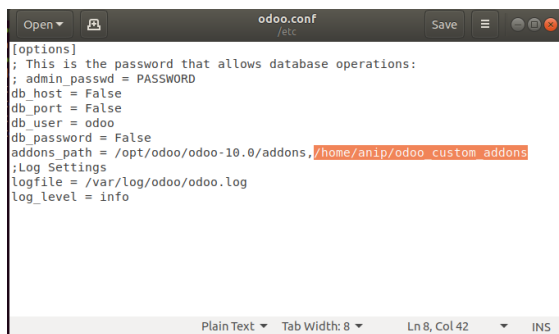 Open
odoo.conf
/etc
Save
[options]
; This is the password that allows database operations:
; admin_passwd = PASSWORD
db_host = False
db_port = False
db_user = odoo
db_password = False
addons_path = /opt/odoo/odoo-10.0/addons,/home/anip/odoo_custom_addons
;Log Settings
logfile = /var/log/odoo/odoo.log
log_level = info
Plain Text Tab Width: 8 Ln 8, Col 42 INS